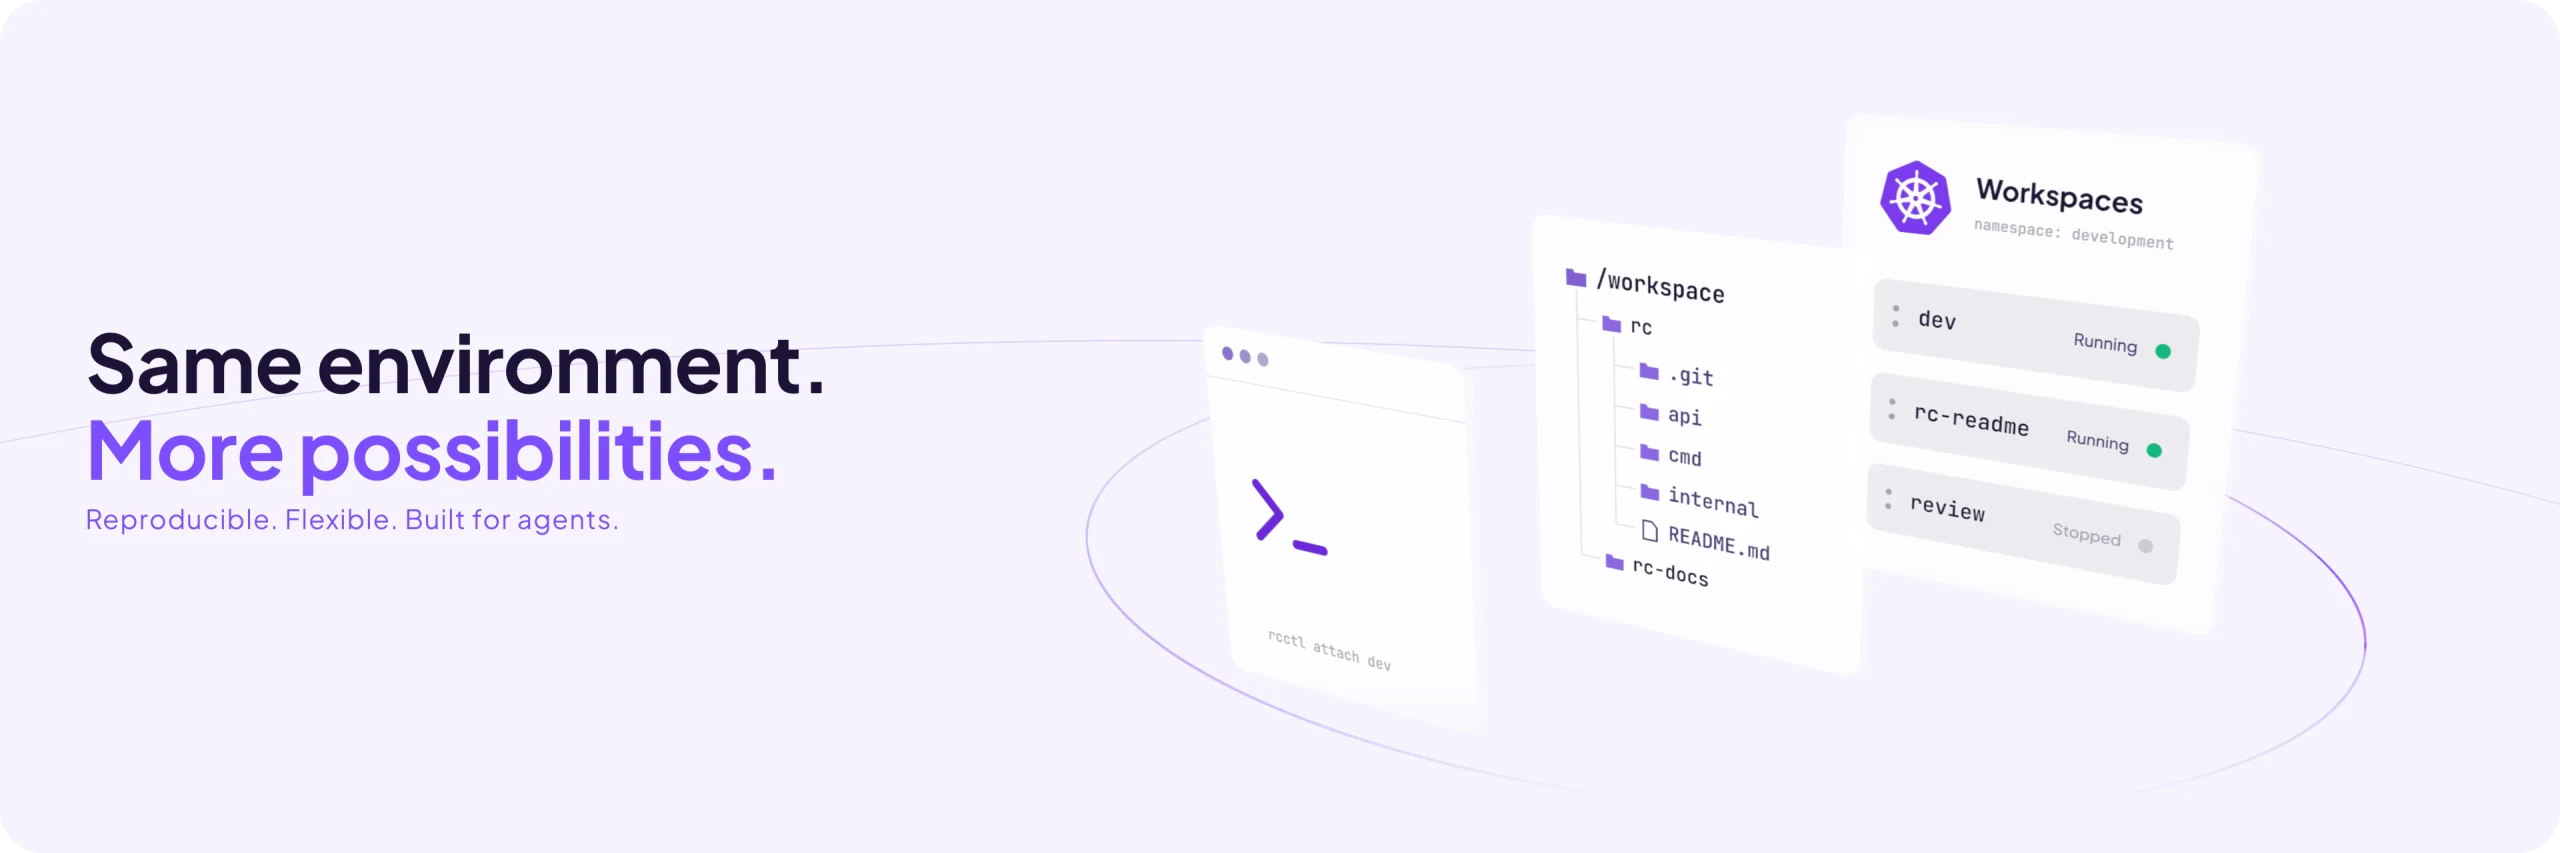 Same environment.
More possibilities.
Reproducible. Flexible. Built for agents.
rcctl attach dev
/workspace
rc
.git
api
cmd
internal
README.md
rc-docs
Workspaces
namespace: development
dev Running
rc-readme Running
review Stopped